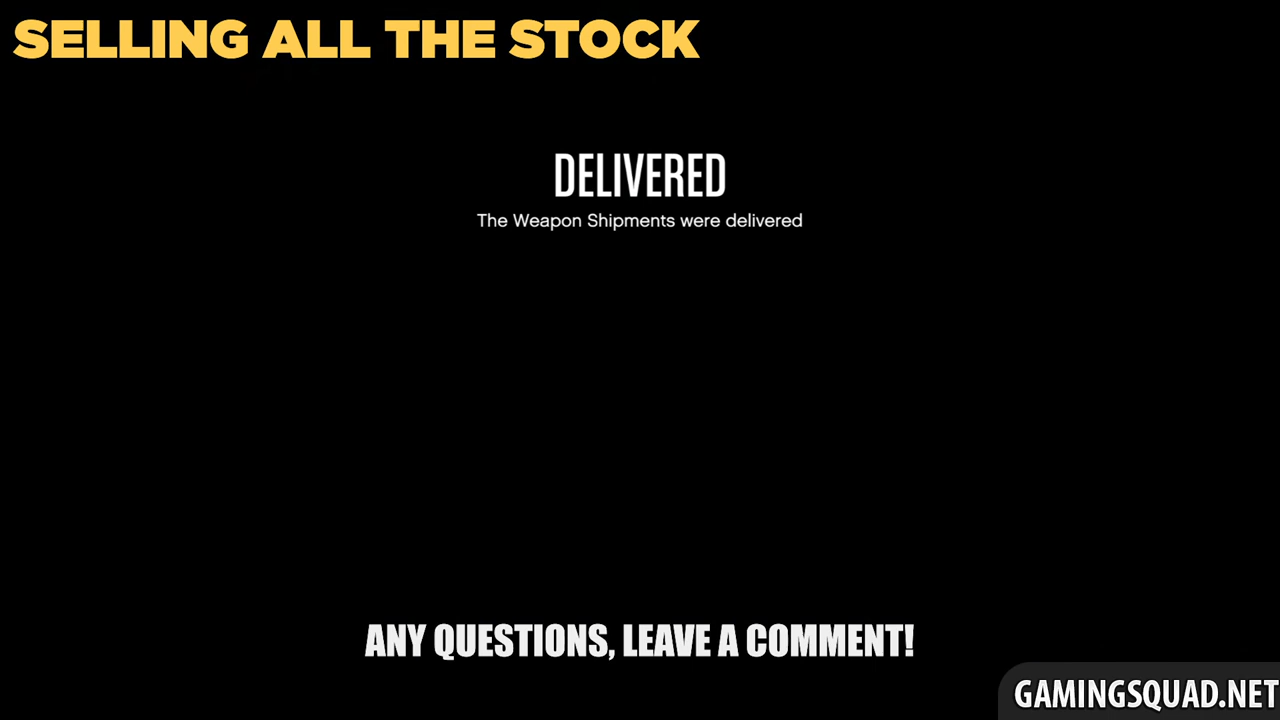 SELLING ALL THE STOCK
DELIVERED
The Weapon Shipments were delivered
ANY QUESTIONS, LEAVE A COMMENT!
GAMINGSQUAD.NET